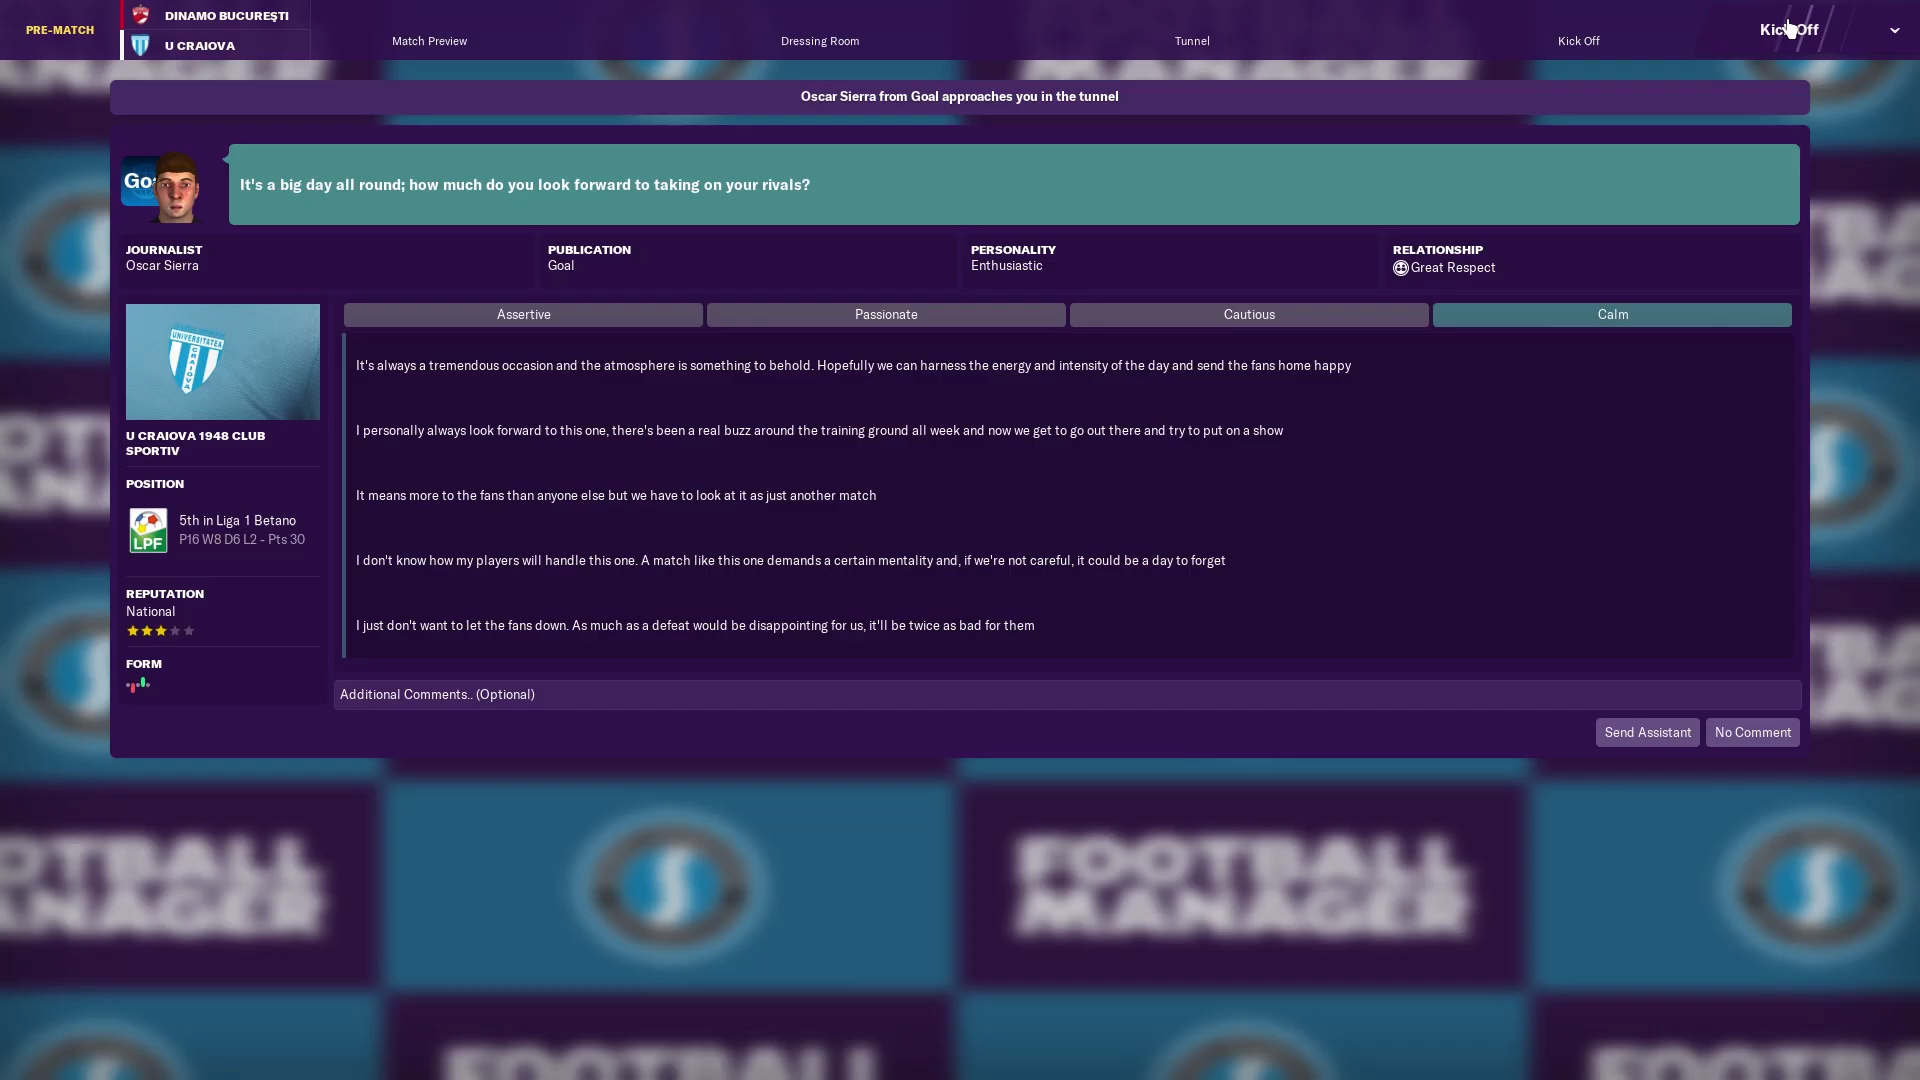 PRE-MATCH
DINAMO BUCUREŞTI
U CRAIOVA
Match Preview
Dressing Room
Tunnel
Kick Off
Kick Off
Oscar Sierra from Goal approaches you in the tunnel
It's a big day all round; how much do you look forward to taking on your rivals?
JOURNALIST
Oscar Sierra
PUBLICATION
Goal
PERSONALITY
Enthusiastic
RELATIONSHIP
Great Respect
UNIVERSITATEA
CRAIOVA
Assertive
Passionate
Cautious
Calm
It's always a tremendous occasion and the atmosphere is something to behold. Hopefully we can harness the energy and intensity of the day and send the fans home happy
I personally always look forward to this one, there's been a real buzz around the training ground all week and now we get to go out there and try to put on a show
It means more to the fans than anyone else but we have to look at it as just another match
I don't know how my players will handle this one. A match like this one demands a certain mentality and, if we're not careful, it could be a day to forget
I just don't want to let the fans down. As much as a defeat would be disappointing for us, it'll be twice as bad for them
U CRAIOVA 1948 CLUB
SPORTIV
POSITION
LPF
5th in Liga 1 Betano
P16 W8 D6 L2 - Pts 30
REPUTATION
National
FORM
Additional Comments.. (Optional)
Send Assistant
No Comment
FOOTBALL
MANAGER